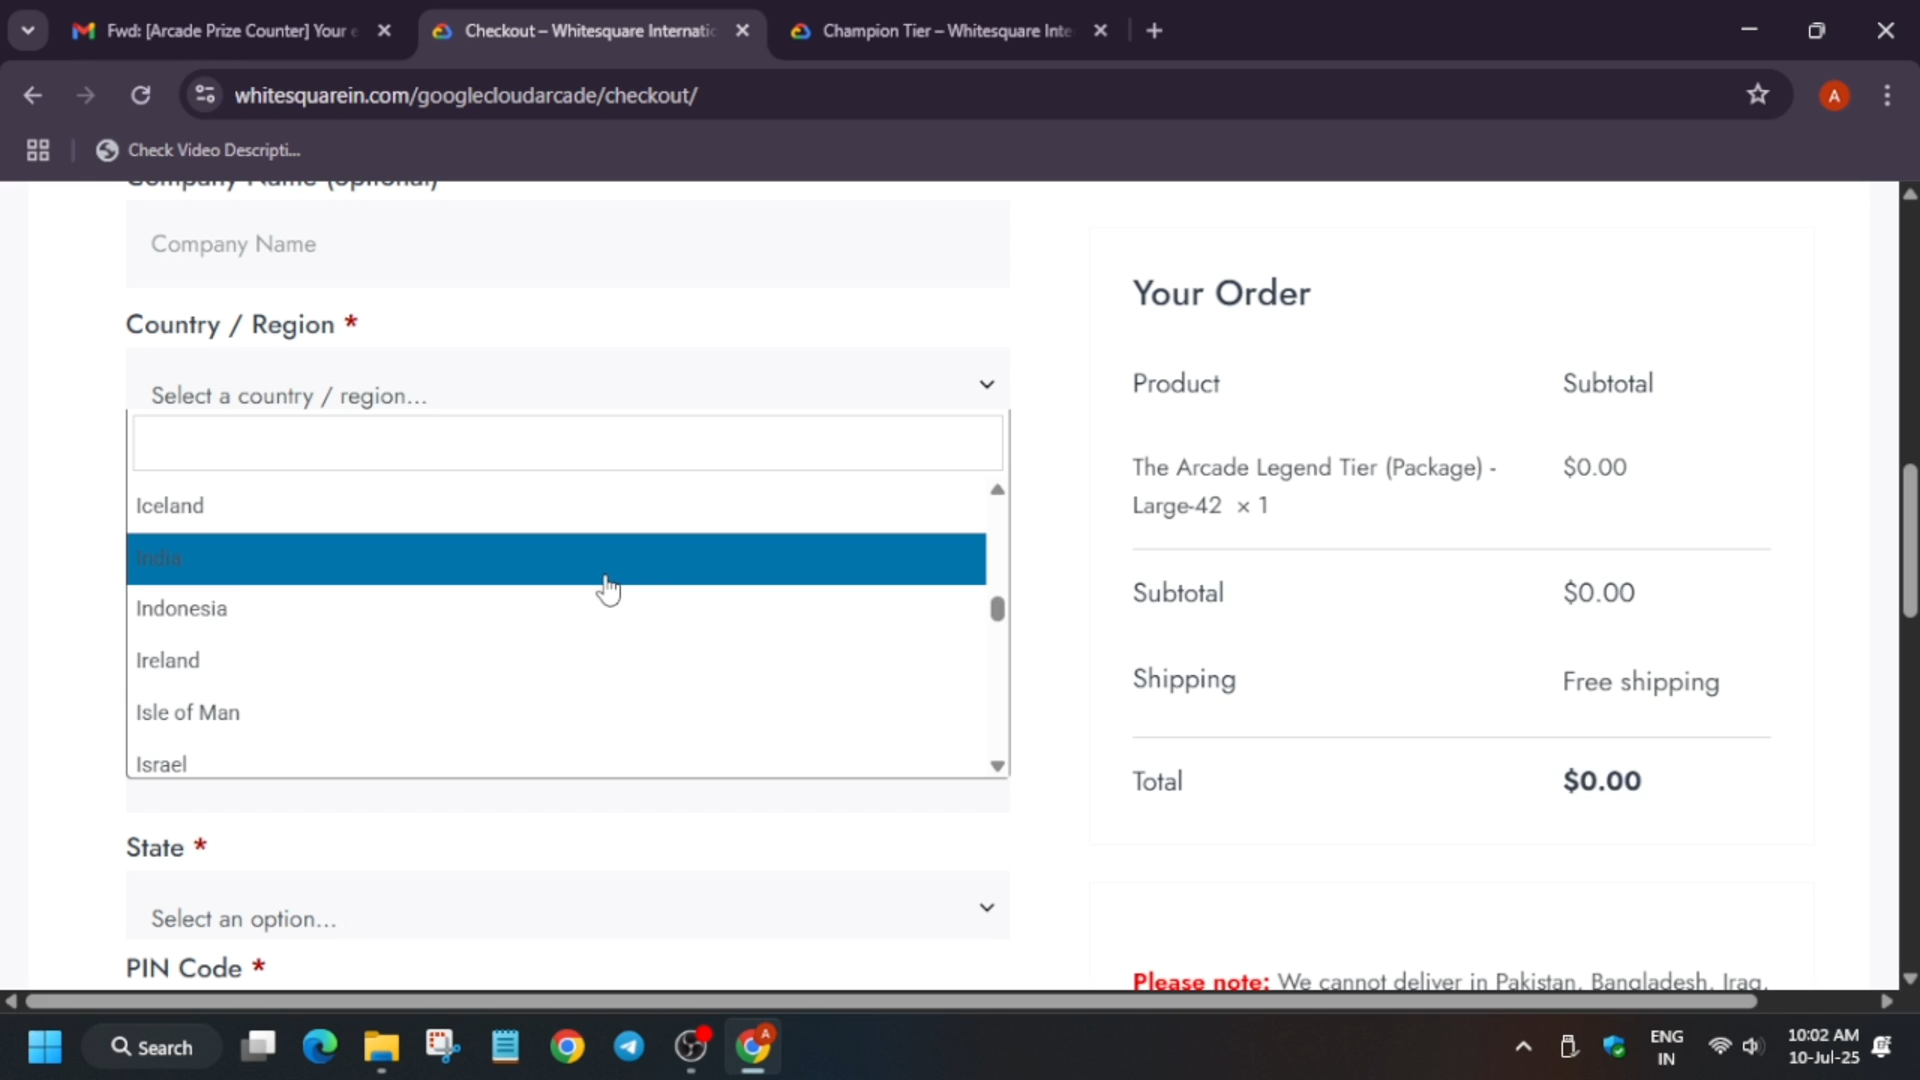 Fwd: [Arcade Prize Counter] Your e
Checkout – Whitesquare Internatic
Champion Tier – Whitesquare Inte
whitesquarein.com/googlecloudarcade/checkout/
A
Check Video Descripti...
Company Name (optional)
Company Name
Country / Region *
Select a country / region...
Iceland
India
Indonesia
Ireland
Isle of Man
Israel
State *
Select an option...
PIN Code *
Your Order
Product Subtotal
The Arcade Legend Tier (Package) - $0.00
Large-42 × 1
Subtotal $0.00
Shipping Free shipping
Total $0.00
Please note: We cannot deliver in Pakistan, Bangladesh, Iraq,
Search
A
ENG
IN
10:02 AM
10-Jul-25